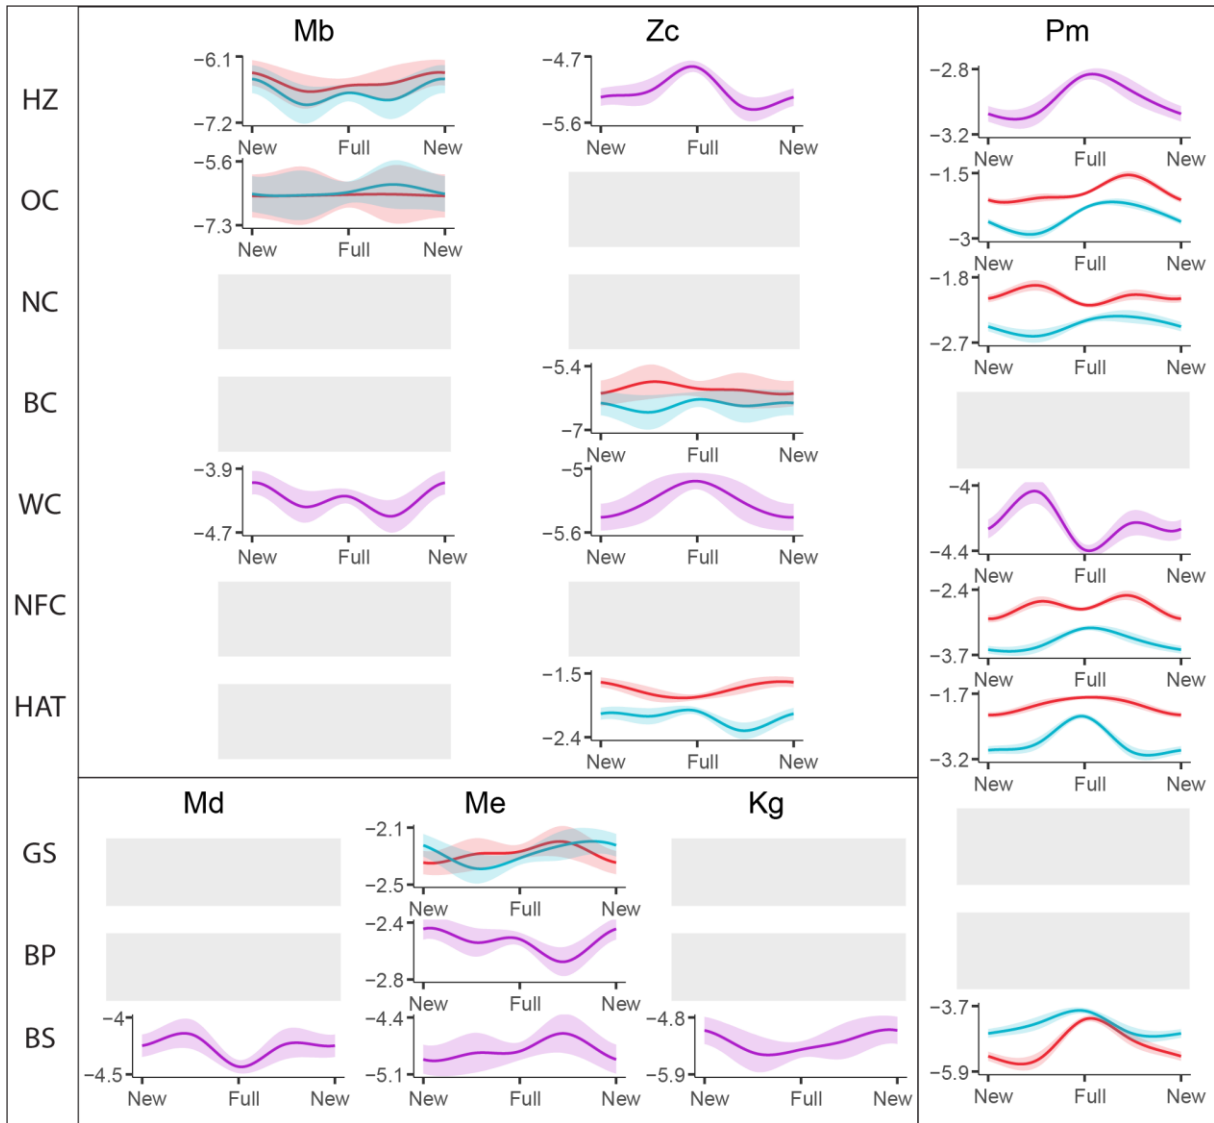 Mb Zc Pm
HZ −6.1 −4.7 −2.8
−7.2 −5.6 −3.2
New Full New New Full New New Full New
OC −5.6 −1.5
−7.3 −3
New Full New New Full New
NC −1.8
−2.7
New Full New
BC −5.4
−7
New Full New
WC −3.9 −5 −4
−4.7 −5.6 −4.4
New Full New New Full New New Full New
NFC −2.4
−3.7
New Full New
HAT −1.5 −1.7
−2.4 −3.2
New Full New New Full New
Md Me Kg
GS −2.1
−2.5
New Full New
BP −2.4
−2.8
New Full New
BS −4 −4.4 −4.8 −3.7
−4.5 −5.1 −5.9 −5.9
New Full New New Full New New Full New New Full New